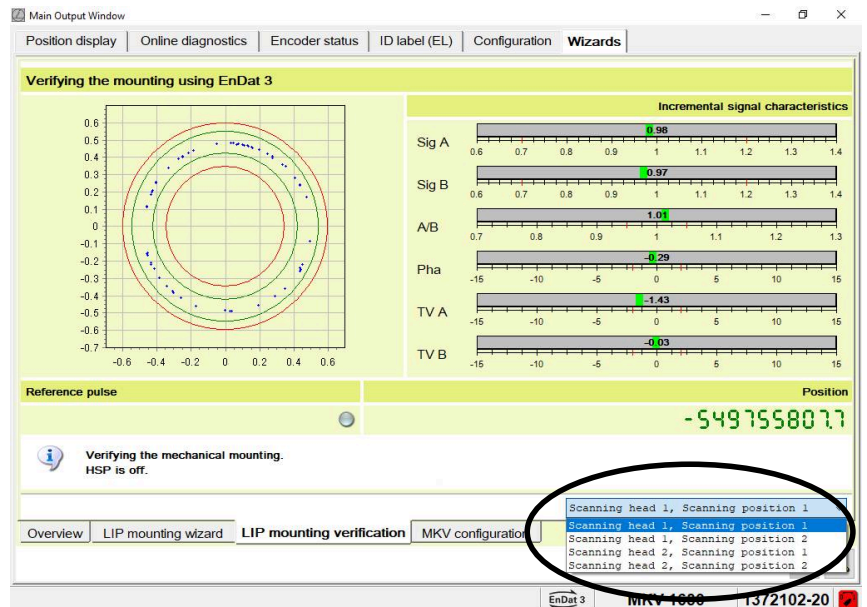 Main Output Window
Position display Online diagnostics Encoder status ID label (EL) Configuration Wizards
Verifying the mounting using EnDat 3
Incremental signal characteristics
0.6
0.5
0.4
0.3
0.2
0.1
0
-0.1
-0.2
-0.3
-0.4
-0.5
-0.6
-0.7
-0.6 -0.4 -0.2 0 0.2 0.4 0.6
Sig A 0.98
0.6 0.7 0.8 0.9 1 1.1 1.2 1.3 1.4
Sig B 0.97
0.6 0.7 0.8 0.9 1 1.1 1.2 1.3 1.4
A/B 1.01
0.7 0.8 0.9 1 1.1 1.2 1.3
Pha -0.29
-15 -10 -5 0 5 10 15
TV A -1.43
-15 -10 -5 0 5 10 15
TV B -0.03
-15 -10 -5 0 5 10 15
Reference pulse Position
-549755807.7
Verifying the mechanical mounting.
HSP is off.
Scanning head 1, Scanning position 1
Scanning head 1, Scanning position 1
Scanning head 1, Scanning position 2
Scanning head 2, Scanning position 1
Scanning head 2, Scanning position 2
Overview LIP mounting wizard LIP mounting verification MKV configuration
EnDat 3 MKV 1600 1372102-20